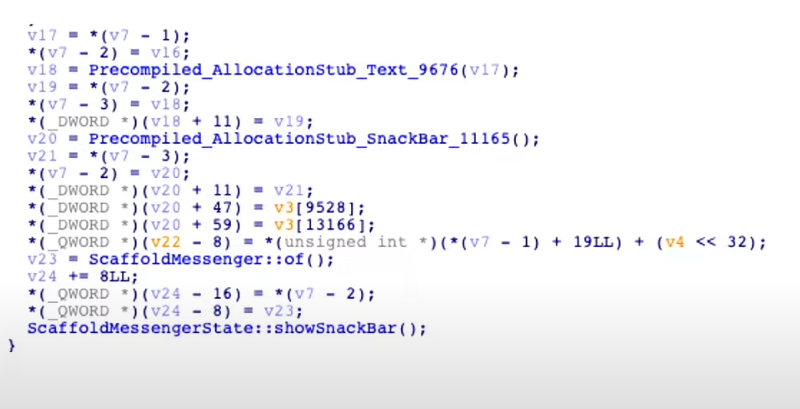 v17 = *(v7 - 1);
*(v7 - 2) = v16;
v18 = Precompiled_AllocationStub_Text_9676(v17);
v19 = *(v7 - 2);
*(v7 - 3) = v18;
*(_DWORD *)(v18 + 11) = v19;
v20 = Precompiled_AllocationStub_SnackBar_11165();
v21 = *(v7 - 3);
*(v7 - 2) = v20;
*(_DWORD *)(v20 + 11) = v21;
*(_DWORD *)(v20 + 47) = v3[9528];
*(_DWORD *)(v20 + 59) = v3[13166];
*(_QWORD *)(v22 - 8) = *(unsigned int *)(*(v7 - 1) + 19LL) + (v4 << 32);
v23 = ScaffoldMessenger::of();
v24 += 8LL;
*(_QWORD *)(v24 - 16) = *(v7 - 2);
*(_QWORD *)(v24 - 8) = v23;
ScaffoldMessengerState::showSnackBar();
}